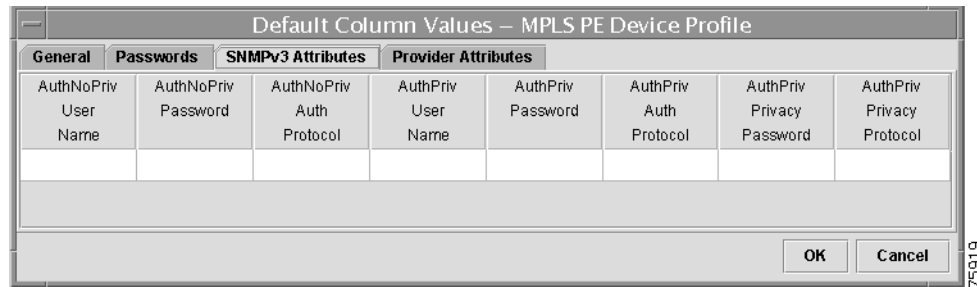 Default Column Values – MPLS PE Device Profile
General Passwords SNMPv3 Attributes Provider Attributes
AuthNoPriv User Name
AuthNoPriv Password
AuthNoPriv Auth Protocol
AuthPriv User Name
AuthPriv Password
AuthPriv Auth Protocol
AuthPriv Privacy Password
AuthPriv Privacy Protocol
OK Cancel
75919